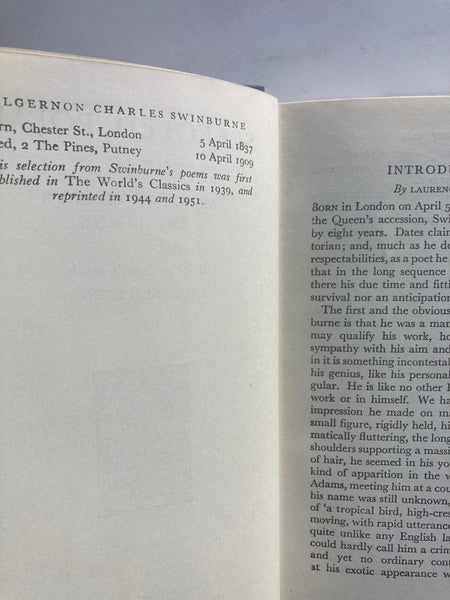 LGERNON CHARLES SWINBURNE
rn, Chester St., London 5 April 1837
ed, 2 The Pines, Putney 10 April 1909
is selection from Swinburne's poems was first
blished in The World's Classics in 1939, and
reprinted in 1944 and 1951.
INTRODU
By LAURENC
BORN in London on April 5
the Queen's accession, Swin
by eight years. Dates claim
torian; and, much as he de
respectabilities, as a poet he
that in the long sequence
there his due time and fitti
survival nor an anticipation
The first and the obvious
burne is that he was a man
may qualify his work, ho
sympathy with his aim and
in it is something incontestab
his genius, like his personal
gular. He is like no other
work or in himself. We ha
impression he made on m
small figure, rigidly held, hi
matically fluttering, the long
shoulders supporting a massi
of hair, he seemed in his yo
kind of apparition in the w
Adams, meeting him at a cou
his name was still unknown,
of 'a tropical bird, high-cres
moving, with rapid utterance
quite unlike any English la
could hardly call him a crim
and yet no ordinary cont
at his exotic appearance w